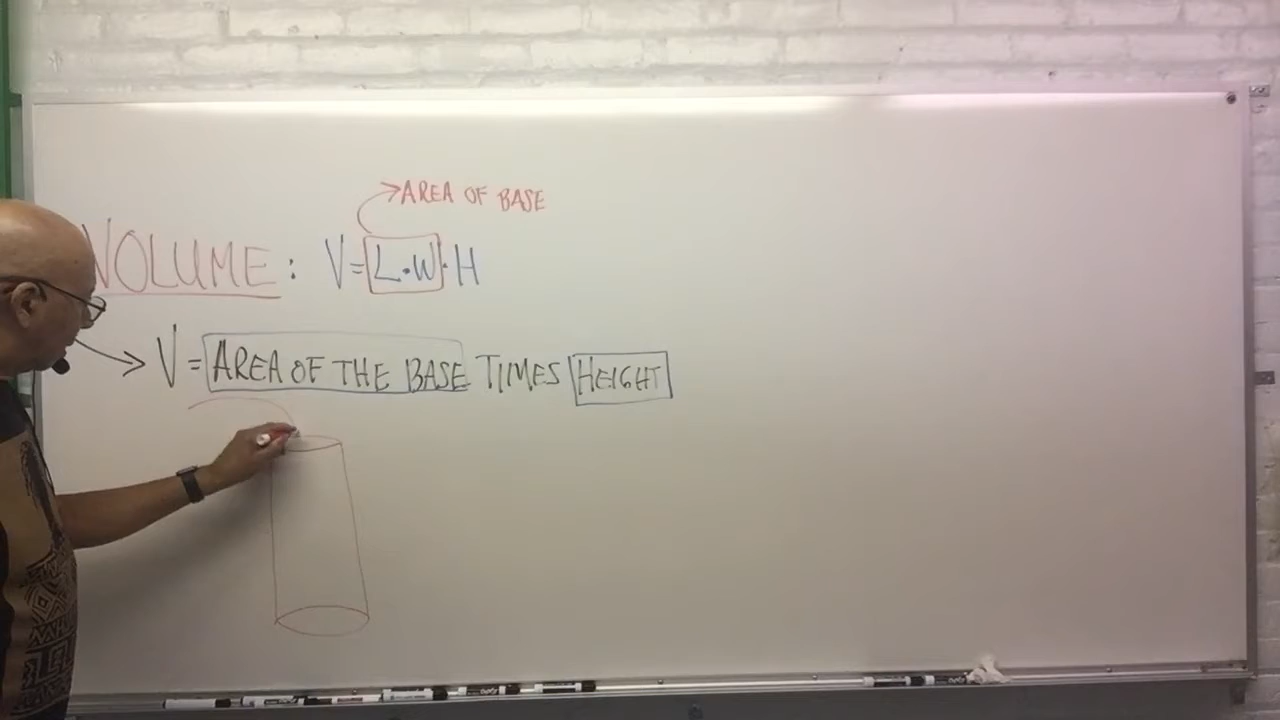 AREA OF BASE
VOLUME: V=L·W·H
V=AREA OF THE BASE TIMES HEIGHT